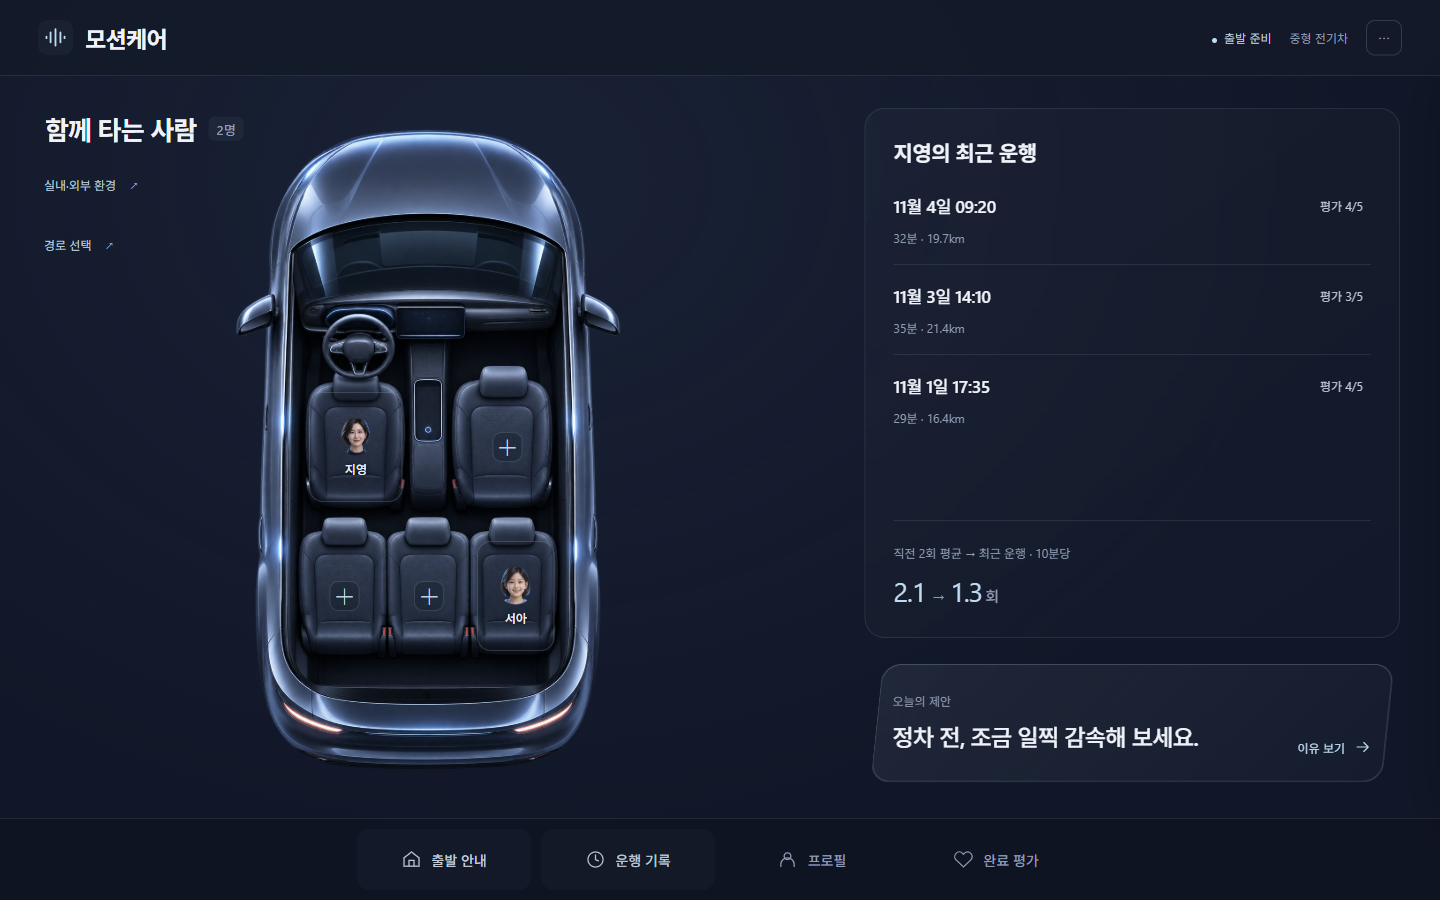 모션케어
출발 준비
중형 전기차
...
함께 타는 사람
2명
실내·외부 환경 ↗
경로 선택 ↗
지영
서아
지영의 최근 운행
11월 4일 09:20
평가 4/5
32분 · 19.7km
11월 3일 14:10
평가 3/5
35분 · 21.4km
11월 1일 17:35
평가 4/5
29분 · 16.4km
직전 2회 평균 → 최근 운행 · 10분당
2.1 → 1.3 회
오늘의 제안
정차 전, 조금 일찍 감속해 보세요.
이유 보기 →
출발 안내
운행 기록
프로필
완료 평가